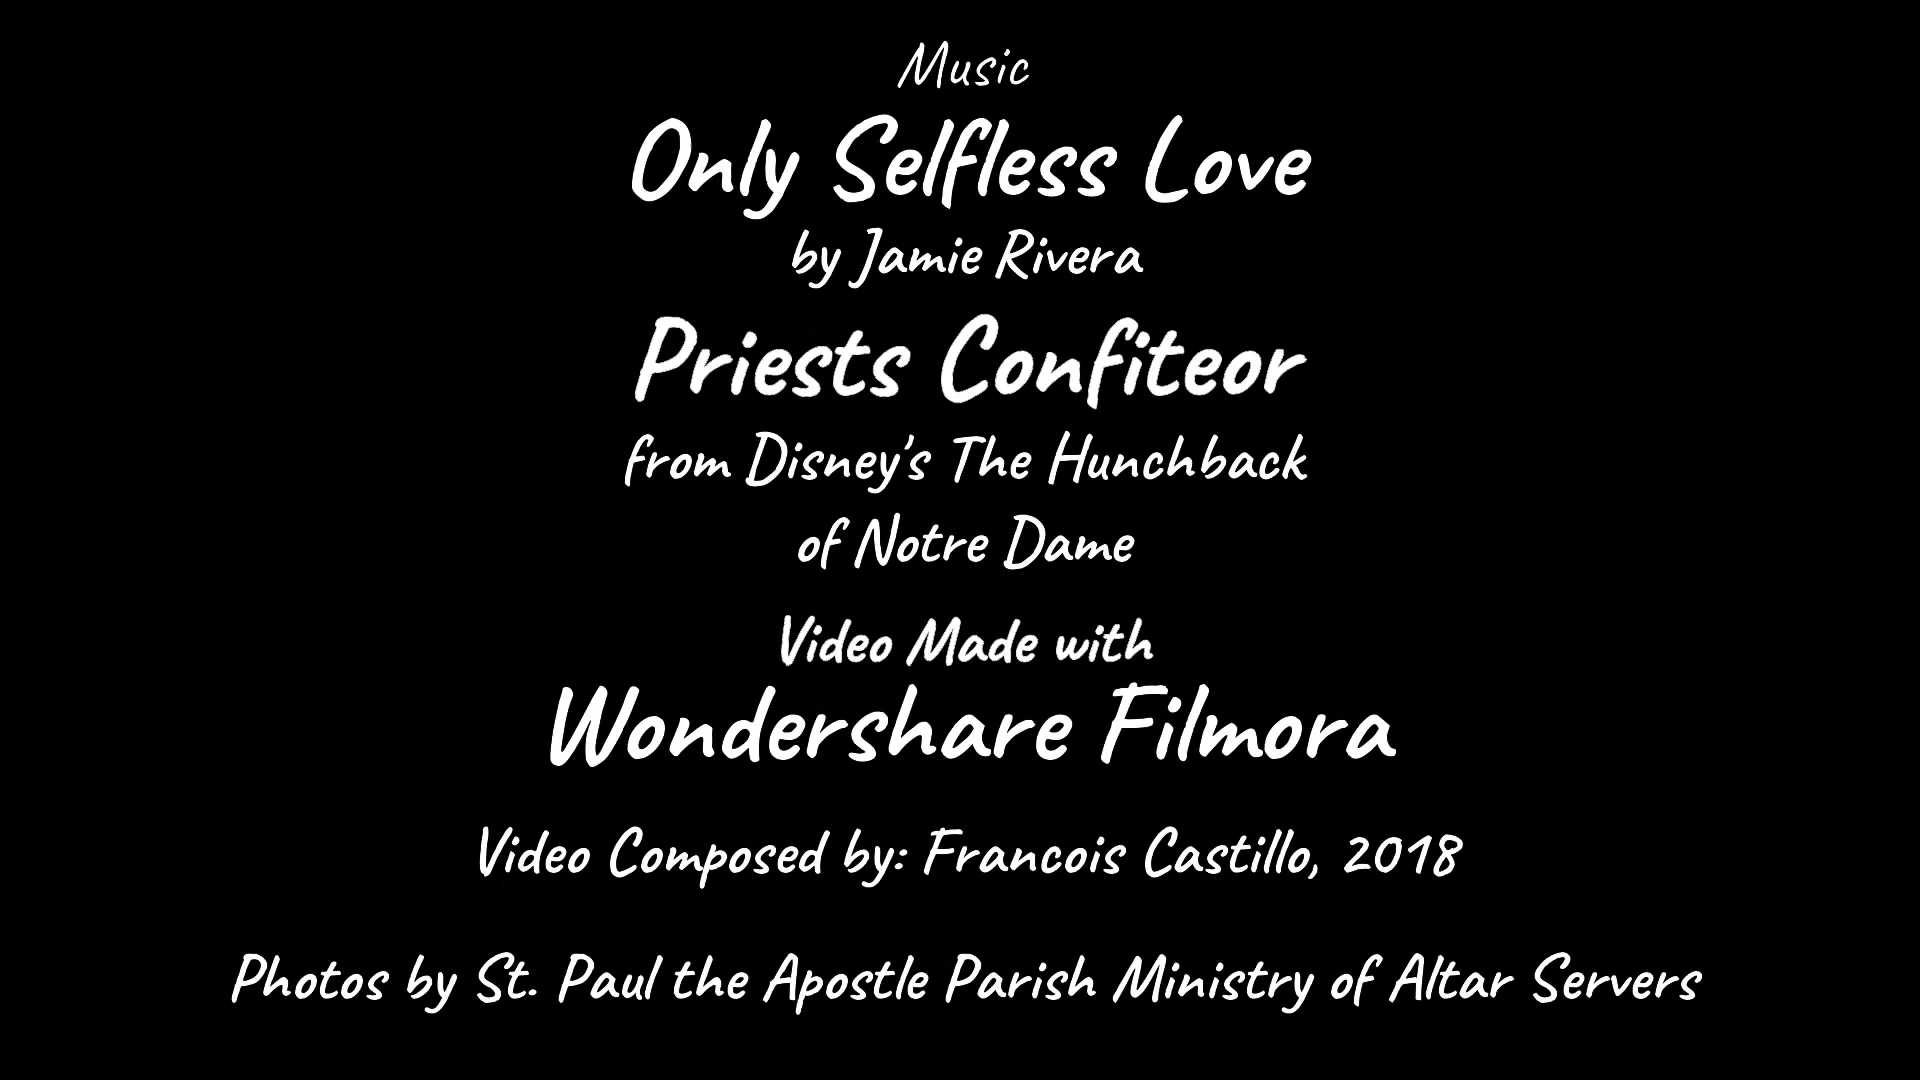 Music
Only Selfless Love
by Jamie Rivera
Priests Confiteor
from Disney's The Hunchback
of Notre Dame
Video Made with
Wondershare Filmora
Video Composed by: Francois Castillo, 2018
Photos by St. Paul the Apostle Parish Ministry of Altar Servers